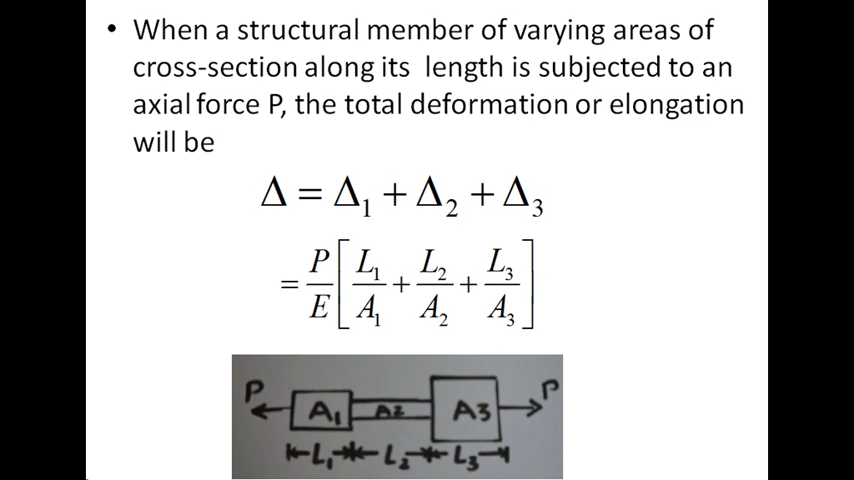 • When a structural member of varying areas of
cross-section along its length is subjected to an
axial force P, the total deformation or elongation
will be
Δ = Δ₁ + Δ₂ + Δ₃
= P/E [ L₁/A₁ + L₂/A₂ + L₃/A₃ ]
P A₁ A2 A3 P
L₁ L₂ L₃